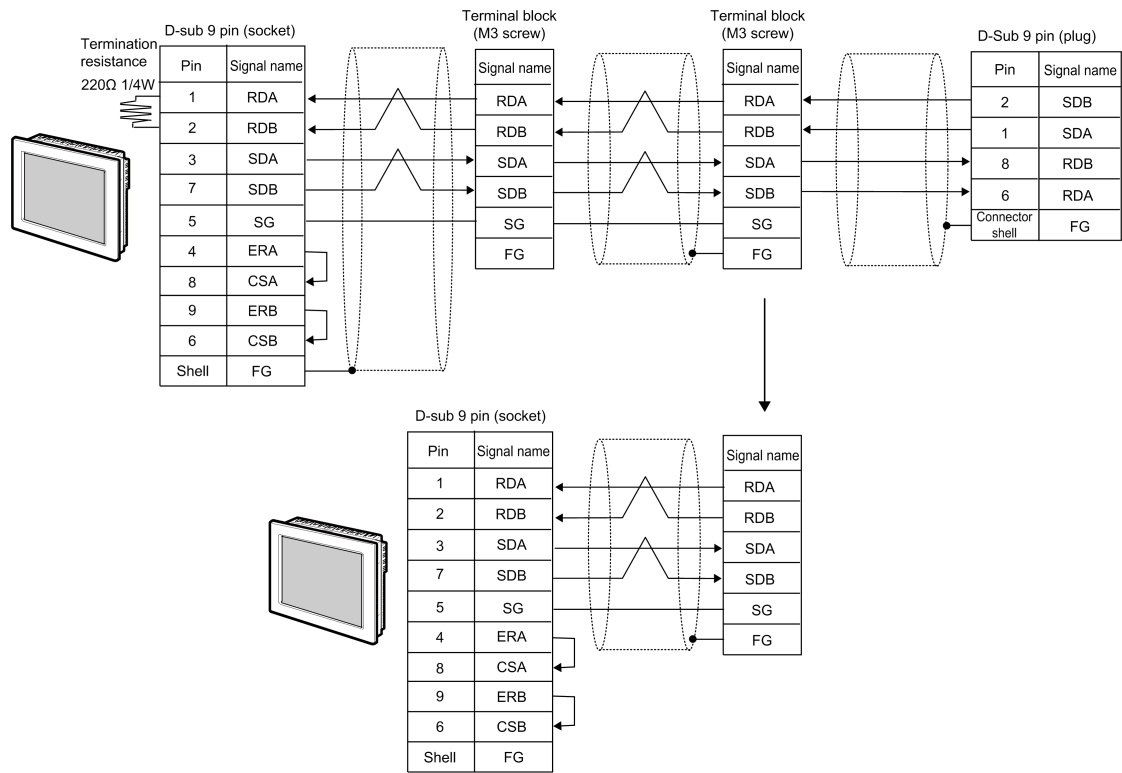 Termination
resistance
220Ω 1/4W
D-sub 9 pin (socket)
Pin Signal name
1 RDA
2 RDB
3 SDA
7 SDB
5 SG
4 ERA
8 CSA
9 ERB
6 CSB
Shell FG
Terminal block
(M3 screw)
Signal name
RDA
RDB
SDA
SDB
SG
FG
Terminal block
(M3 screw)
Signal name
RDA
RDB
SDA
SDB
SG
FG
D-Sub 9 pin (plug)
Pin Signal name
2 SDB
1 SDA
8 RDB
6 RDA
Connector
shell FG
D-sub 9 pin (socket)
Pin Signal name
1 RDA
2 RDB
3 SDA
7 SDB
5 SG
4 ERA
8 CSA
9 ERB
6 CSB
Shell FG
Signal name
RDA
RDB
SDA
SDB
SG
FG